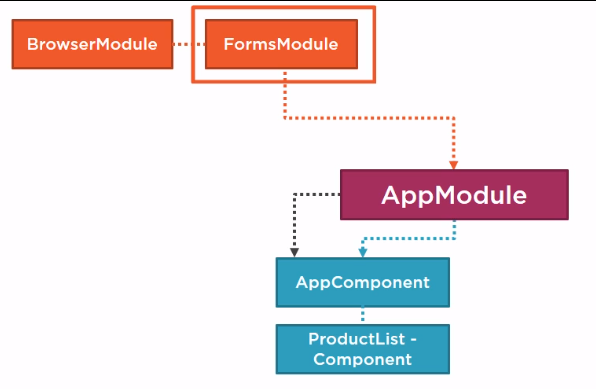 BrowserModule
FormsModule
AppModule
AppComponent
ProductList -
Component